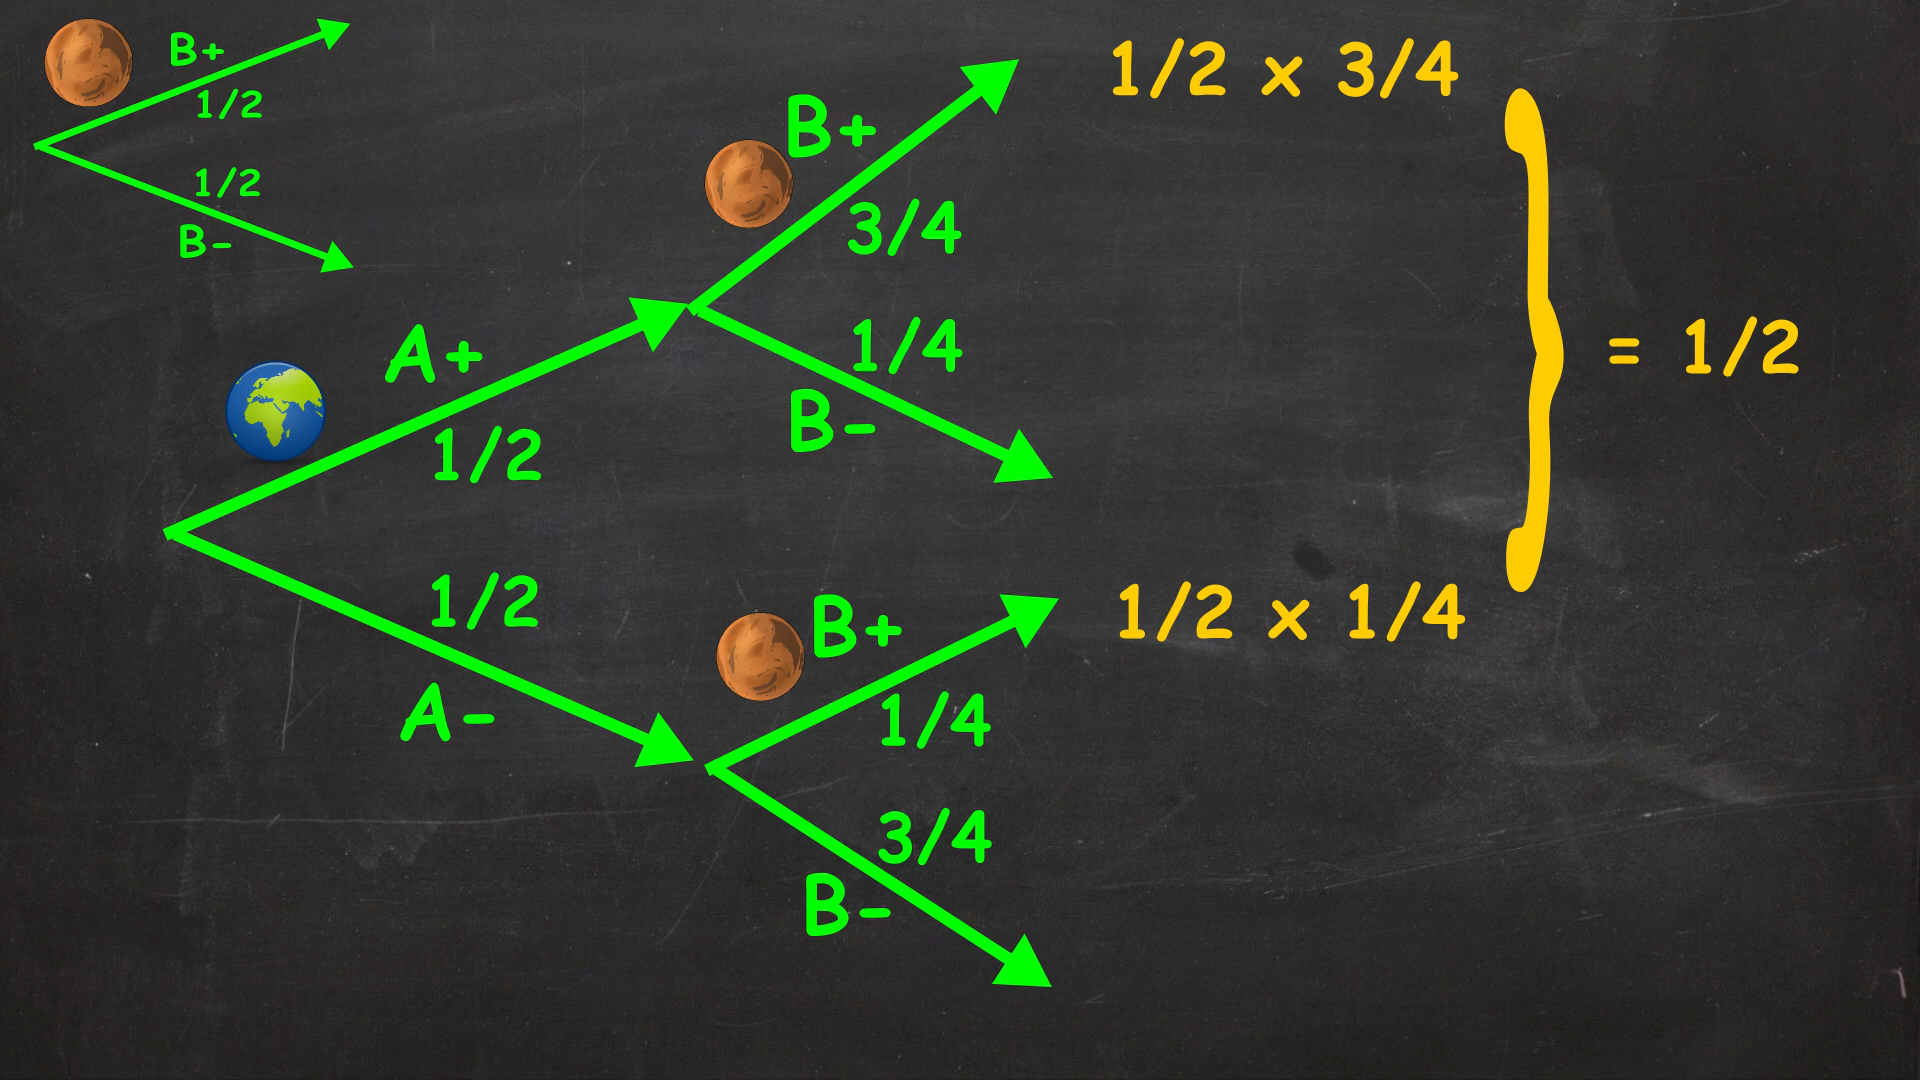 B+
1/2
1/2
B-
1/2 x 3/4
B+
3/4
A+
1/2
1/4
B-
= 1/2
1/2
A-
1/2 x 1/4
B+
1/4
3/4
B-